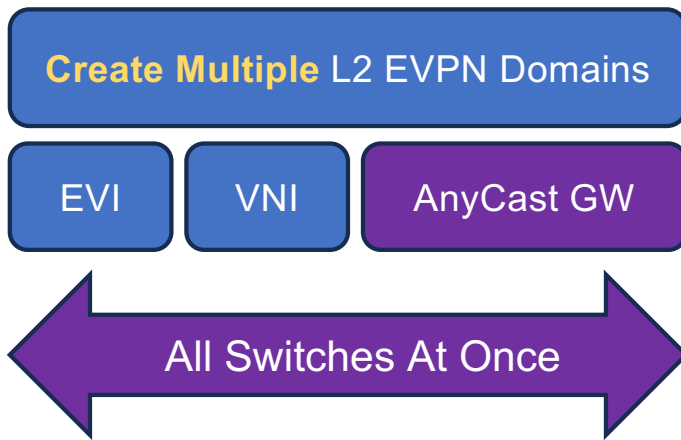 Create Multiple L2 EVPN Domains
EVI
VNI
AnyCast GW
All Switches At Once